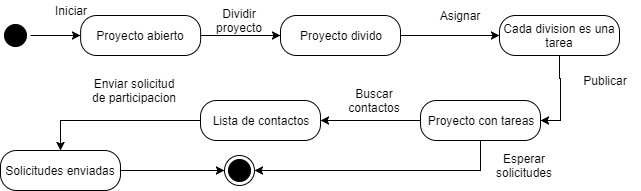 Iniciar
Dividir
proyecto
Asignar
Proyecto abierto
Proyecto divido
Cada division es una
tarea
Publicar
Enviar solicitud
de participacion
Buscar
contactos
Lista de contactos
Proyecto con tareas
Esperar
solicitudes
Solicitudes enviadas